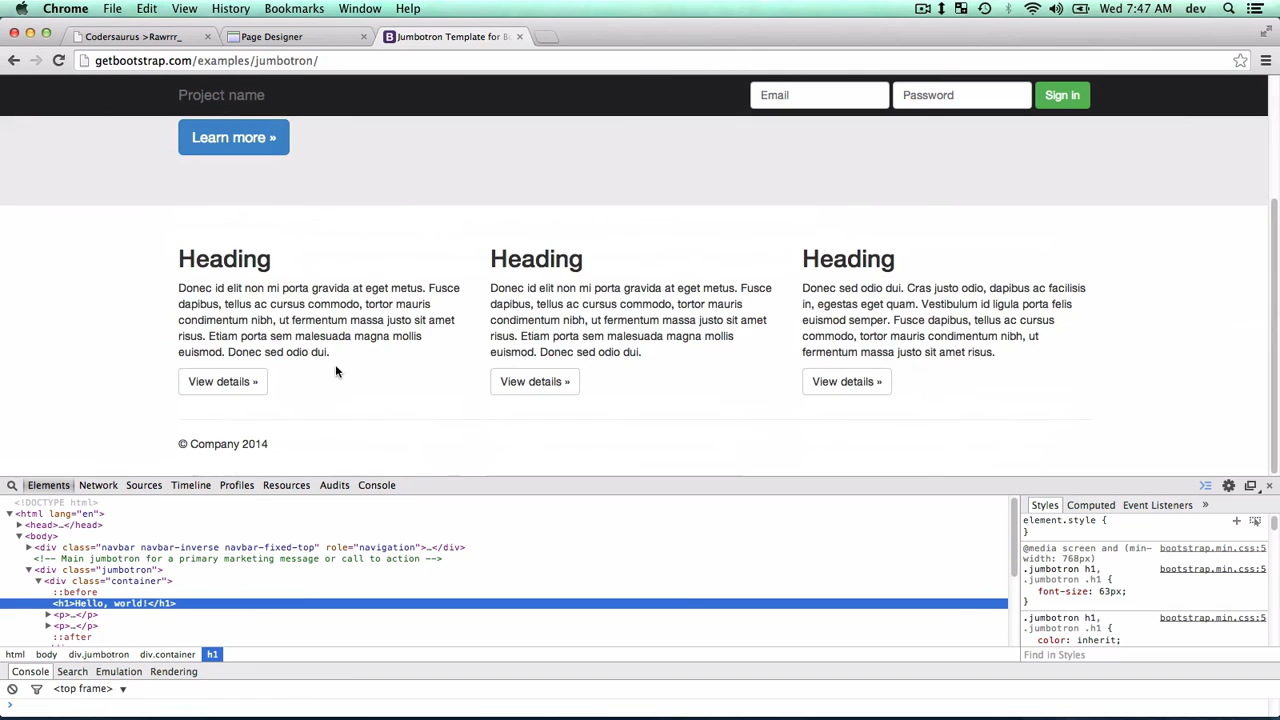 Chrome File Edit View History Bookmarks Window Help Wed 7:47 AM dev
Codersaurus >Rawrrr_ Page Designer Jumbotron Template for Bo
getbootstrap.com/examples/jumbotron/
Project name Email Password Sign in
Learn more »
Heading Heading Heading
Donec id elit non mi porta gravida at eget metus. Fusce
dapibus, tellus ac cursus commodo, tortor mauris
condimentum nibh, ut fermentum massa justo sit amet
risus. Etiam porta sem malesuada magna mollis
euismod. Donec sed odio dui.
View details »
Donec id elit non mi porta gravida at eget metus. Fusce
dapibus, tellus ac cursus commodo, tortor mauris
condimentum nibh, ut fermentum massa justo sit amet
risus. Etiam porta sem malesuada magna mollis
euismod. Donec sed odio dui.
View details »
Donec sed odio dui. Cras justo odio, dapibus ac facilisis
in, egestas eget quam. Vestibulum id ligula porta felis
euismod semper. Fusce dapibus, tellus ac cursus
commodo, tortor mauris condimentum nibh, ut
fermentum massa justo sit amet risus.
View details »
© Company 2014
Elements Network Sources Timeline Profiles Resources Audits Console
<!DOCTYPE html>
<html lang="en">
<head>…</head>
<body>
<div class="navbar navbar-inverse navbar-fixed-top" role="navigation">…</div>
<!-- Main jumbotron for a primary marketing message or call to action -->
<div class="jumbotron">
<div class="container">
::before
<h1>Hello, world!</h1>
<p>…</p>
<p>…</p>
::after
html body div.jumbotron div.container h1
Styles Computed Event Listeners »
element.style {
}
@media screen and (min-width: 768px) bootstrap.min.css:5
.jumbotron h1, bootstrap.min.css:5
.jumbotron .h1 {
font-size: 63px;
}
.jumbotron h1, bootstrap.min.css:5
.jumbotron .h1 {
color: inherit;
Find in Styles
Console Search Emulation Rendering
<top frame>
>